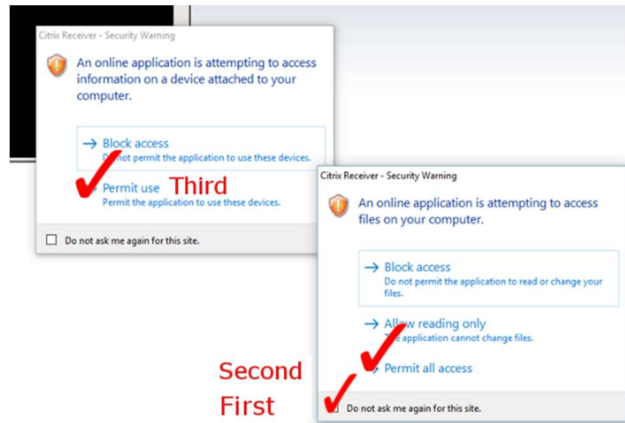 Citrix Receiver - Security Warning
An online application is attempting to access
information on a device attached to your
computer.
Block access
Do not permit the application to use these devices.
Permit use Third
Permit the application to use these devices.
Do not ask me again for this site.
Citrix Receiver - Security Warning
An online application is attempting to access
files on your computer.
Block access
Do not permit the application to read or change your
files.
Allow reading only
The application cannot change files.
Permit all access
Second
First
Do not ask me again for this site.